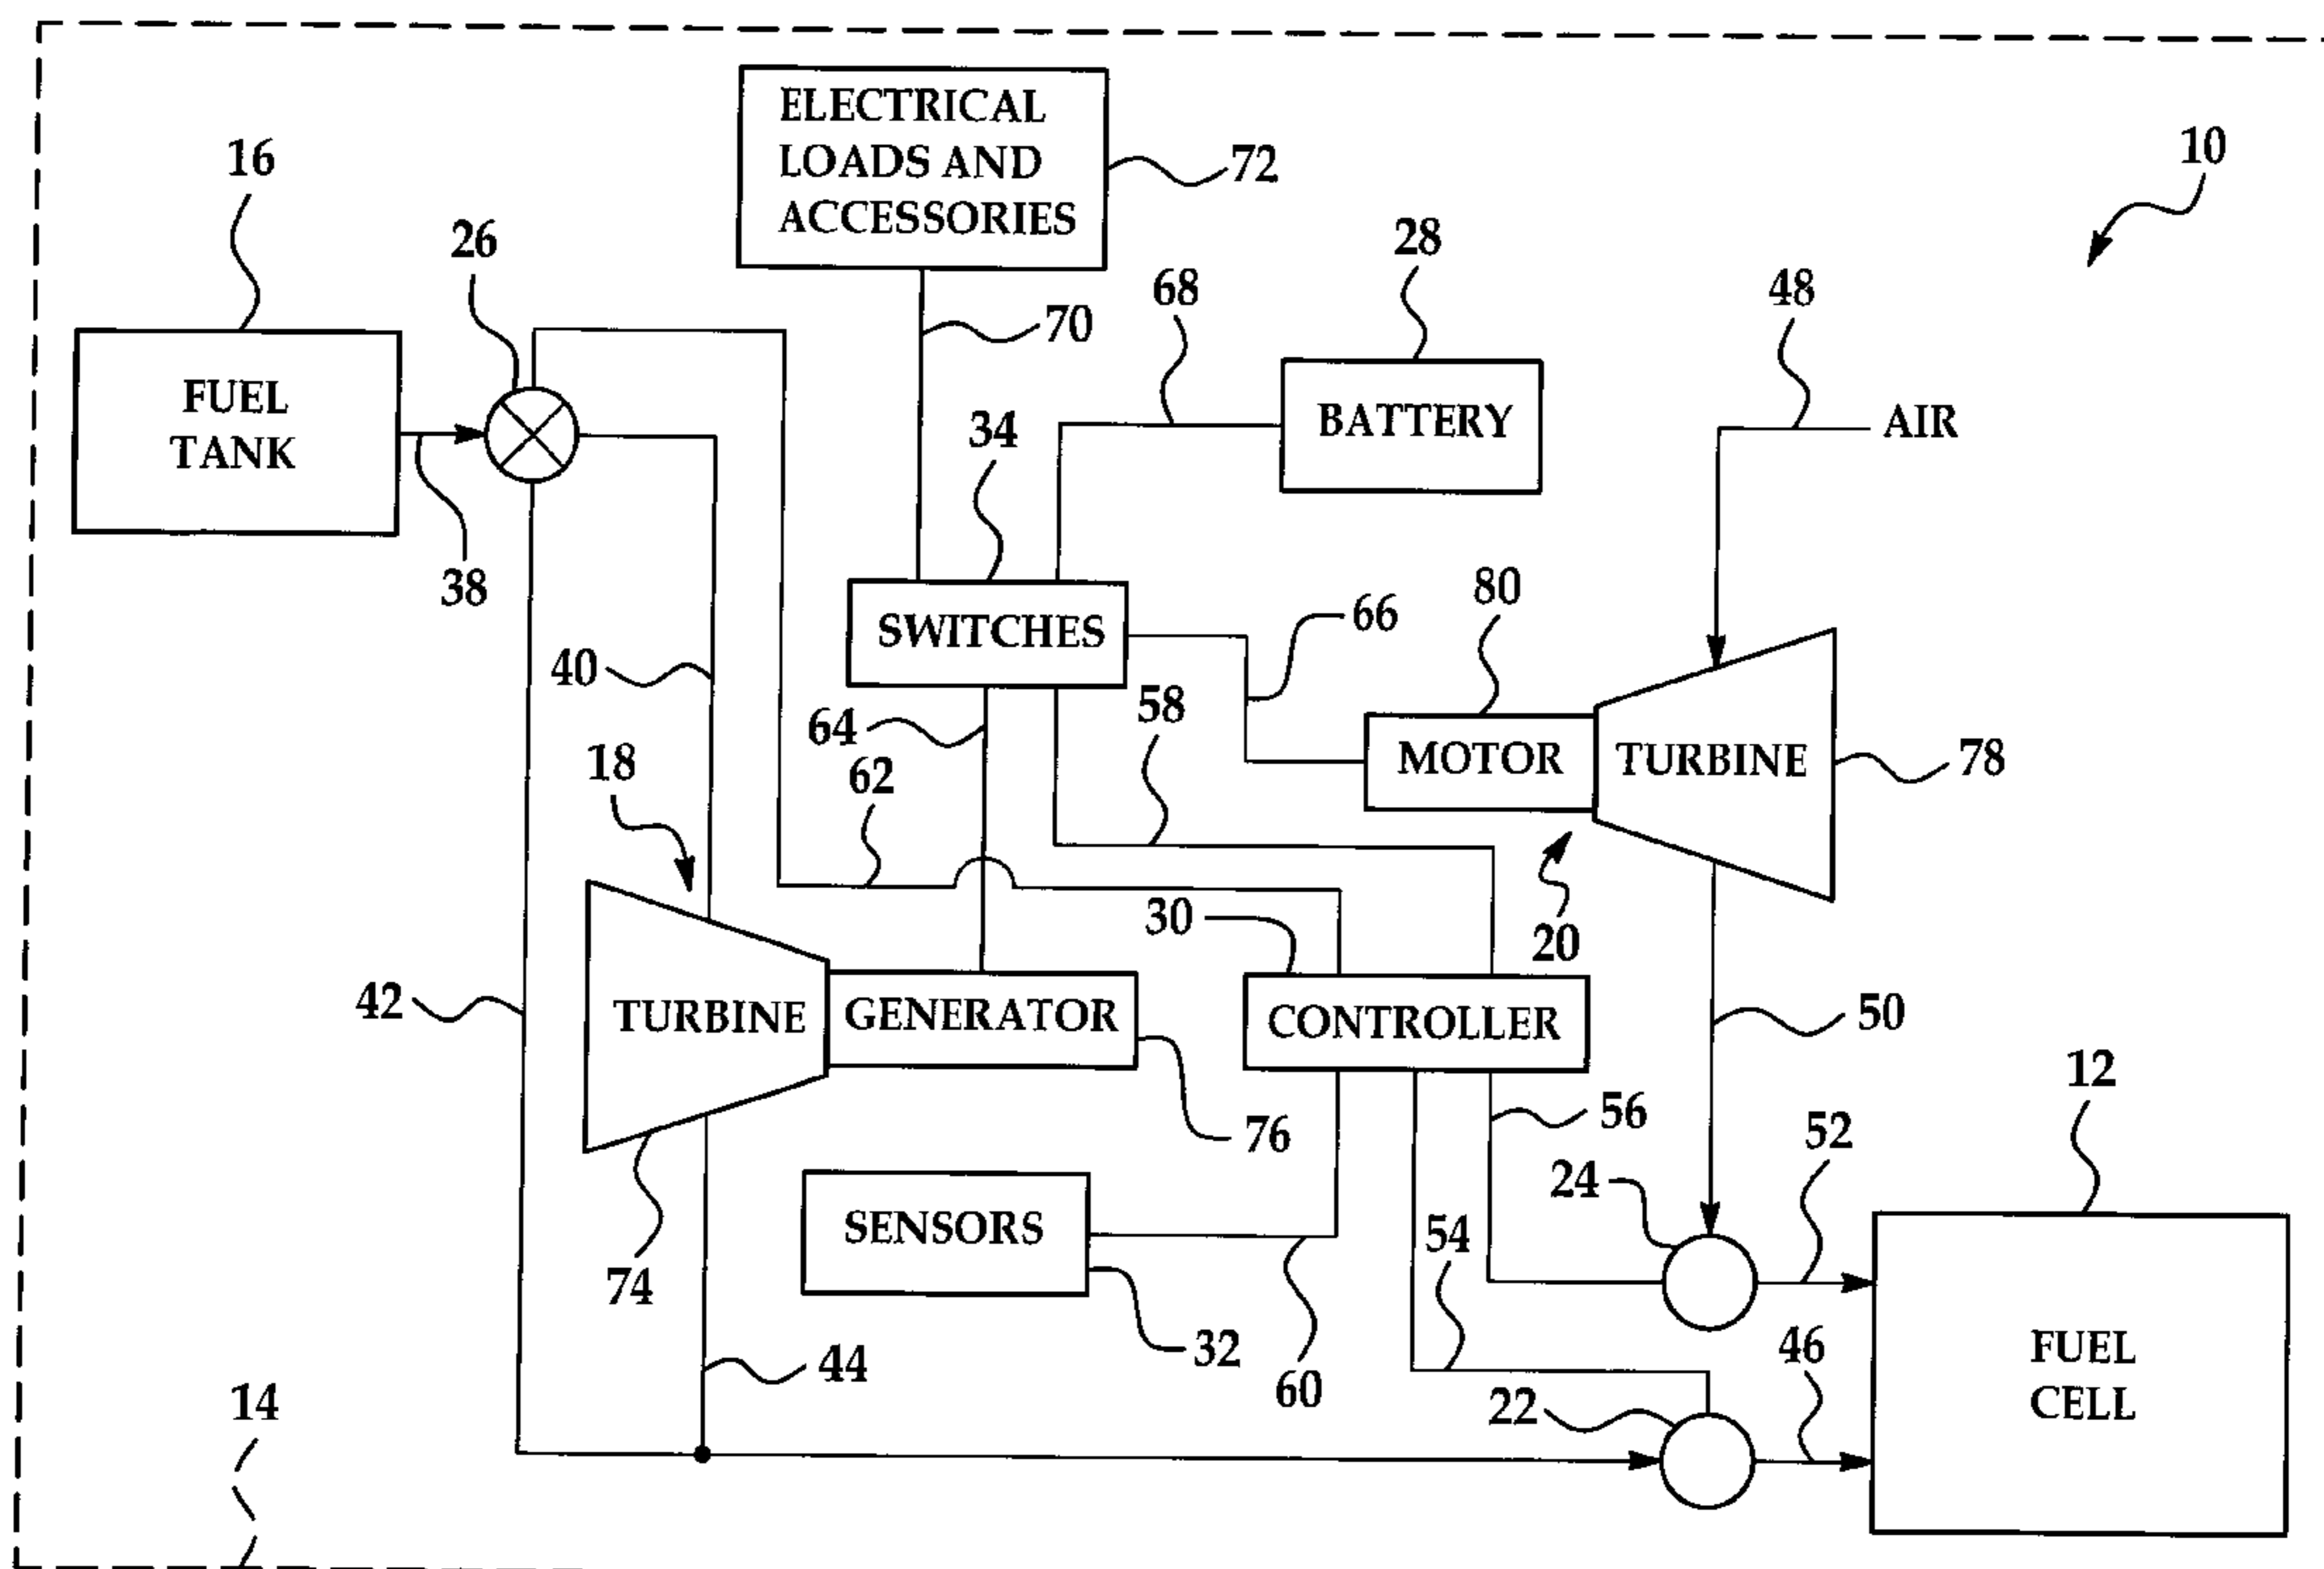 10
ELECTRICAL
LOADS AND
ACCESSORIES
72
16
26
28
68
48
70
FUEL
TANK
34
BATTERY
AIR
38
SWITCHES
80
66
40
64
58
18
62
MOTOR
TURBINE
78
30
20
42
TURBINE
GENERATOR
CONTROLLER
50
12
76
56
52
24
SENSORS
54
74
32
60
44
46
22
FUEL
CELL
14